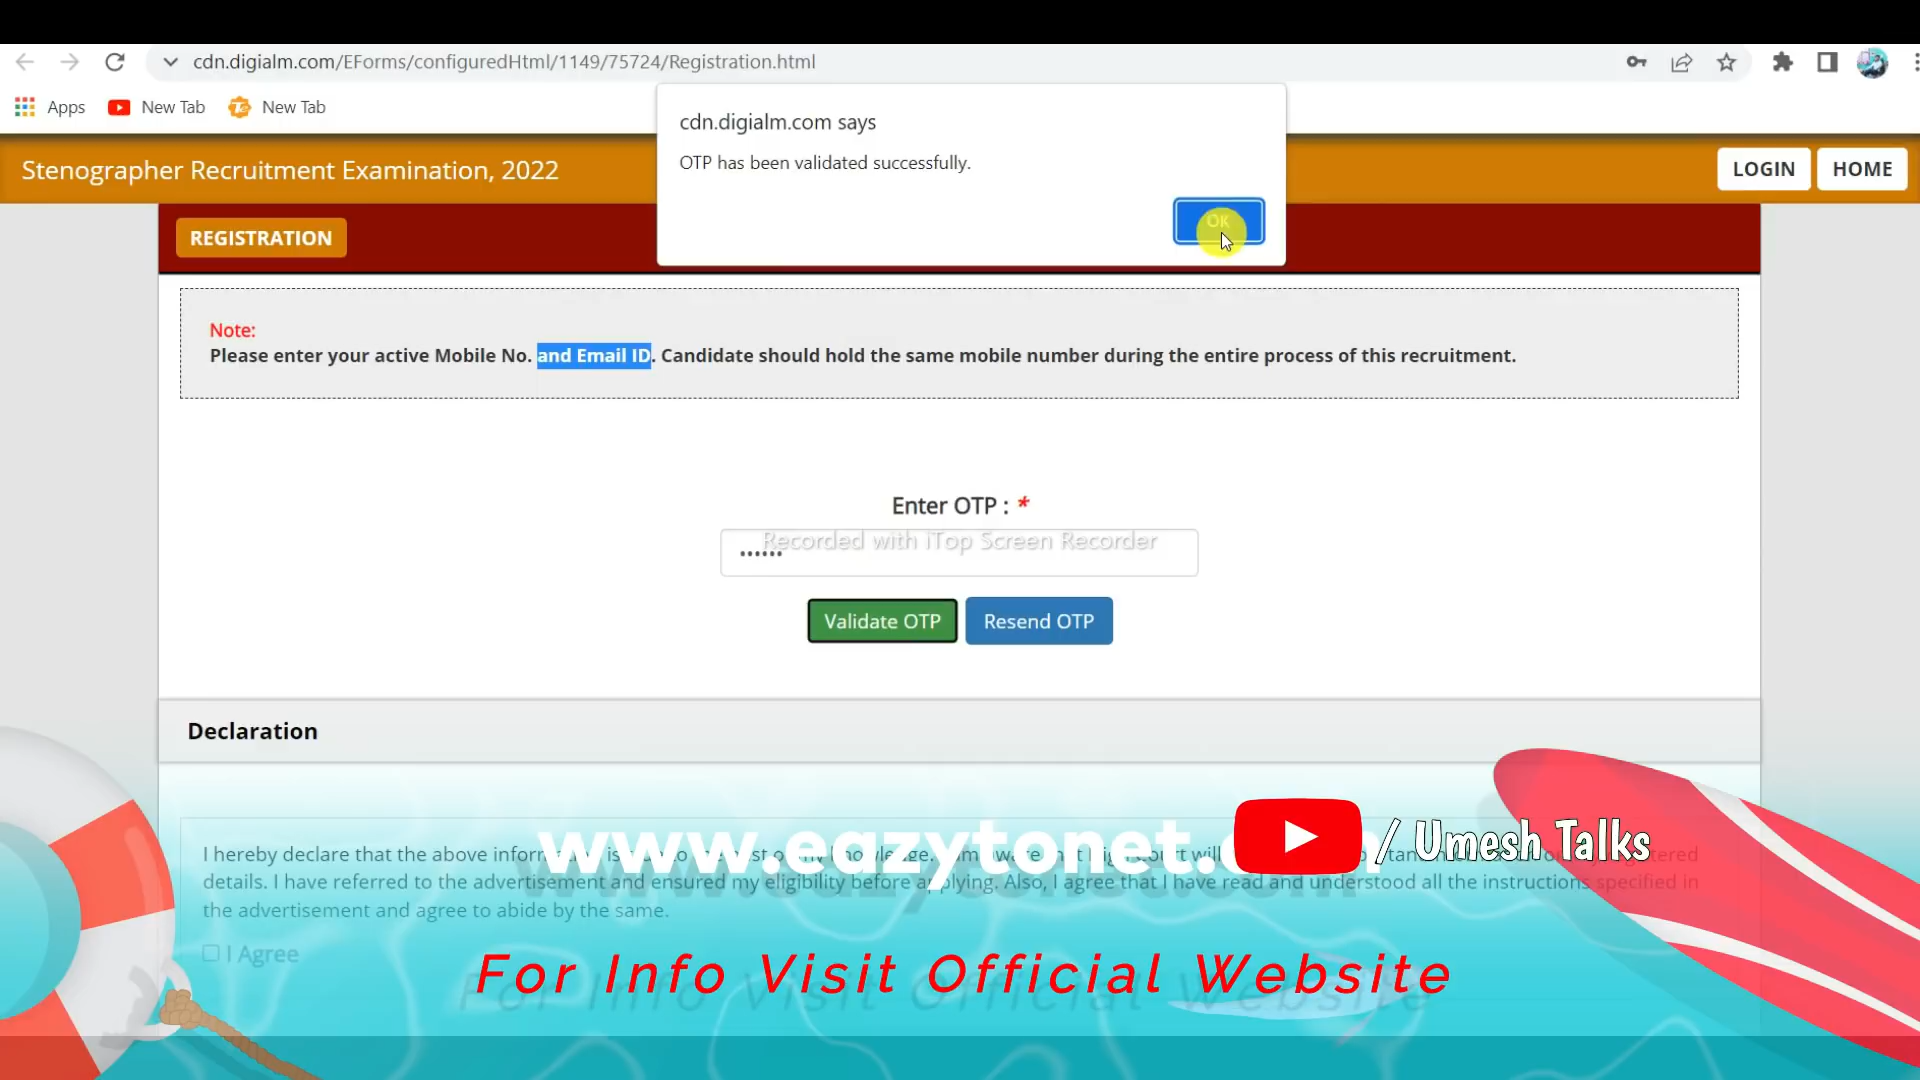 cdn.digialm.com/EForms/configuredHtml/1149/75724/Registration.html
Apps
New Tab
New Tab
cdn.digialm.com says
OTP has been validated successfully.
OK
Stenographer Recruitment Examination, 2022
LOGIN
HOME
REGISTRATION
Note:
Please enter your active Mobile No. and Email ID. Candidate should hold the same mobile number during the entire process of this recruitment.
Enter OTP : *
Recorded with iTop Screen Recorder
••••••
Validate OTP
Resend OTP
Declaration
I hereby declare that the above knowledge. will
details. I have referred to the advertisement and ensured my eligibility before applying. Also, I agree that I have read and understood all the instructions specified in
the advertisement and agree to abide by the same.
I Agree
www.eazytonet.
/ Umesh Talks
For Info Visit Official Website